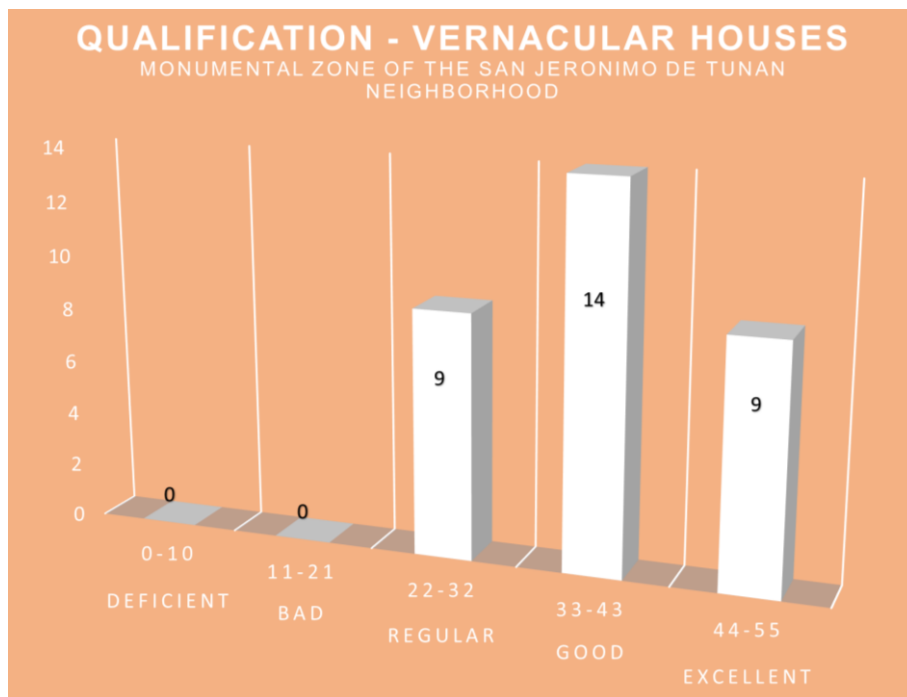 QUALIFICATION - VERNACULAR HOUSES
MONUMENTAL ZONE OF THE SAN JERONIMO DE TUNAN
NEIGHBORHOOD
14
12
10
8
6
4
2
0
0
0
9
14
9
0-10
11-21
22-32
33-43
44-55
DEFICIENT
BAD
REGULAR
GOOD
EXCELLENT